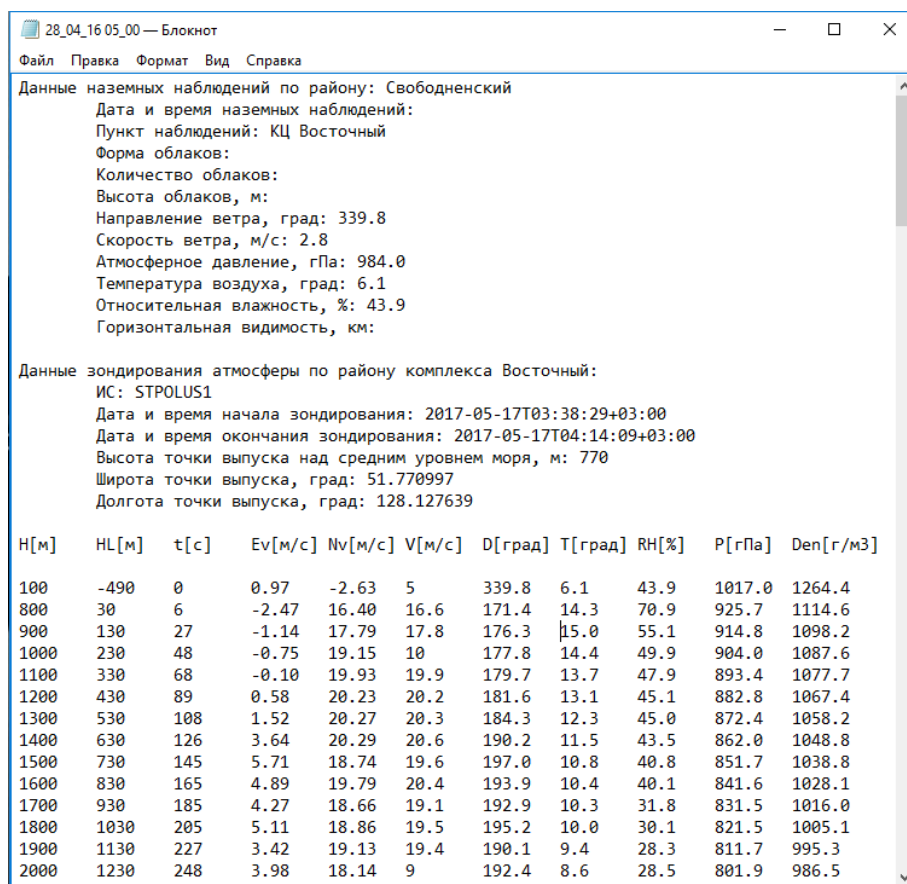 28_04_16 05_00 — Блокнот
Файл Правка Формат Вид Справка
Данные наземных наблюдений по району: Свободненский
Дата и время наземных наблюдений:
Пункт наблюдений: КЦ Восточный
Форма облаков:
Количество облаков:
Высота облаков, м:
Направление ветра, град: 339.8
Скорость ветра, м/с: 2.8
Атмосферное давление, гПа: 984.0
Температура воздуха, град: 6.1
Относительная влажность, %: 43.9
Горизонтальная видимость, км:
Данные зондирования атмосферы по району комплекса Восточный:
ИС: STPOLUS1
Дата и время начала зондирования: 2017-05-17T03:38:29+03:00
Дата и время окончания зондирования: 2017-05-17T04:14:09+03:00
Высота точки выпуска над средним уровнем моря, м: 770
Широта точки выпуска, град: 51.770997
Долгота точки выпуска, град: 128.127639
H[м] HL[м] t[с] Ev[м/с] Nv[м/с] V[м/с] D[град] T[град] RH[%] P[гПа] Den[г/м3]
100 -490 0 0.97 -2.63 5 339.8 6.1 43.9 1017.0 1264.4
800 30 6 -2.47 16.40 16.6 171.4 14.3 70.9 925.7 1114.6
900 130 27 -1.14 17.79 17.8 176.3 15.0 55.1 914.8 1098.2
1000 230 48 -0.75 19.15 10 177.8 14.4 49.9 904.0 1087.6
1100 330 68 -0.10 19.93 19.9 179.7 13.7 47.9 893.4 1077.7
1200 430 89 0.58 20.23 20.2 181.6 13.1 45.1 882.8 1067.4
1300 530 108 1.52 20.27 20.3 184.3 12.3 45.0 872.4 1058.2
1400 630 126 3.64 20.29 20.6 190.2 11.5 43.5 862.0 1048.8
1500 730 145 5.71 18.74 19.6 197.0 10.8 40.8 851.7 1038.8
1600 830 165 4.89 19.79 20.4 193.9 10.4 40.1 841.6 1028.1
1700 930 185 4.27 18.66 19.1 192.9 10.3 31.8 831.5 1016.0
1800 1030 205 5.11 18.86 19.5 195.2 10.0 30.1 821.5 1005.1
1900 1130 227 3.42 19.13 19.4 190.1 9.4 28.3 811.7 995.3
2000 1230 248 3.98 18.14 9 192.4 8.6 28.5 801.9 986.5